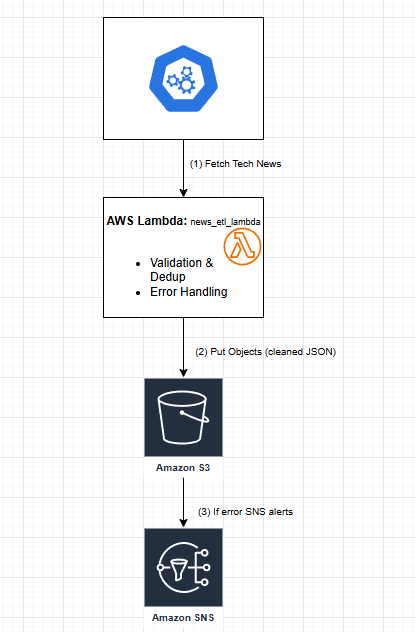 (1) Fetch Tech News
AWS Lambda: news_etl_lambda
• Validation &
Dedup
• Error Handling
(2) Put Objects (cleaned JSON)
Amazon S3
(3) If error SNS alerts
Amazon SNS